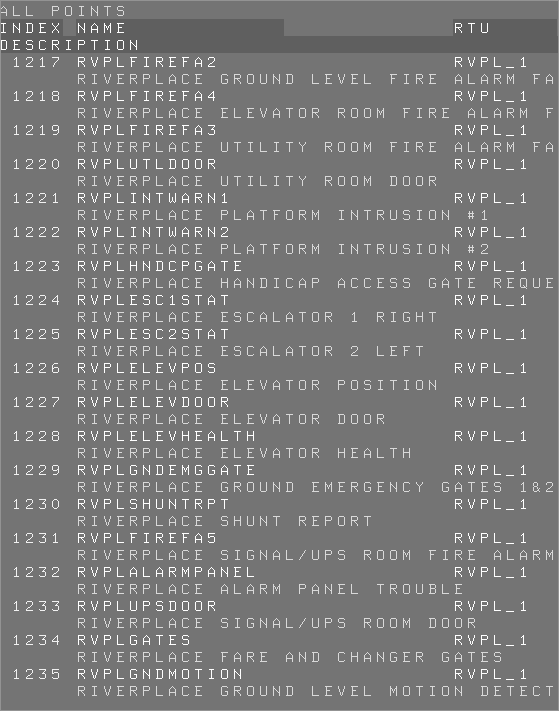 ALL POINTS
INDEX NAME RTU
DESCRIPTION
1217 RVPLFIREFA2 RVPL_1
RIVERPLACE GROUND LEVEL FIRE ALARM FA
1218 RVPLFIREFA4 RVPL_1
RIVERPLACE ELEVATOR ROOM FIRE ALARM F
1219 RVPLFIREFA3 RVPL_1
RIVERPLACE UTILITY ROOM FIRE ALARM FA
1220 RVPLUTLDOOR RVPL_1
RIVERPLACE UTILITY ROOM DOOR
1221 RVPLINTWARN1 RVPL_1
RIVERPLACE PLATFORM INTRUSION #1
1222 RVPLINTWARN2 RVPL_1
RIVERPLACE PLATFORM INTRUSION #2
1223 RVPLHNDCPGATE RVPL_1
RIVERPLACE HANDICAP ACCESS GATE REQUE
1224 RVPLESC1STAT RVPL_1
RIVERPLACE ESCALATOR 1 RIGHT
1225 RVPLESC2STAT RVPL_1
RIVERPLACE ESCALATOR 2 LEFT
1226 RVPLELEVPOS RVPL_1
RIVERPLACE ELEVATOR POSITION
1227 RVPLELEVDOOR RVPL_1
RIVERPLACE ELEVATOR DOOR
1228 RVPLELEVHEALTH RVPL_1
RIVERPLACE ELEVATOR HEALTH
1229 RVPLGNDEMGGATE RVPL_1
RIVERPLACE GROUND EMERGENCY GATES 1&2
1230 RVPLSHUNTRPT RVPL_1
RIVERPLACE SHUNT REPORT
1231 RVPLFIREFA5 RVPL_1
RIVERPLACE SIGNAL/UPS ROOM FIRE ALARM
1232 RVPLALARMPANEL RVPL_1
RIVERPLACE ALARM PANEL TROUBLE
1233 RVPLUPSDOOR RVPL_1
RIVERPLACE SIGNAL/UPS ROOM DOOR
1234 RVPLGATES RVPL_1
RIVERPLACE FARE AND CHANGER GATES
1235 RVPLGNDMOTION RVPL_1
RIVERPLACE GROUND LEVEL MOTION DETECT